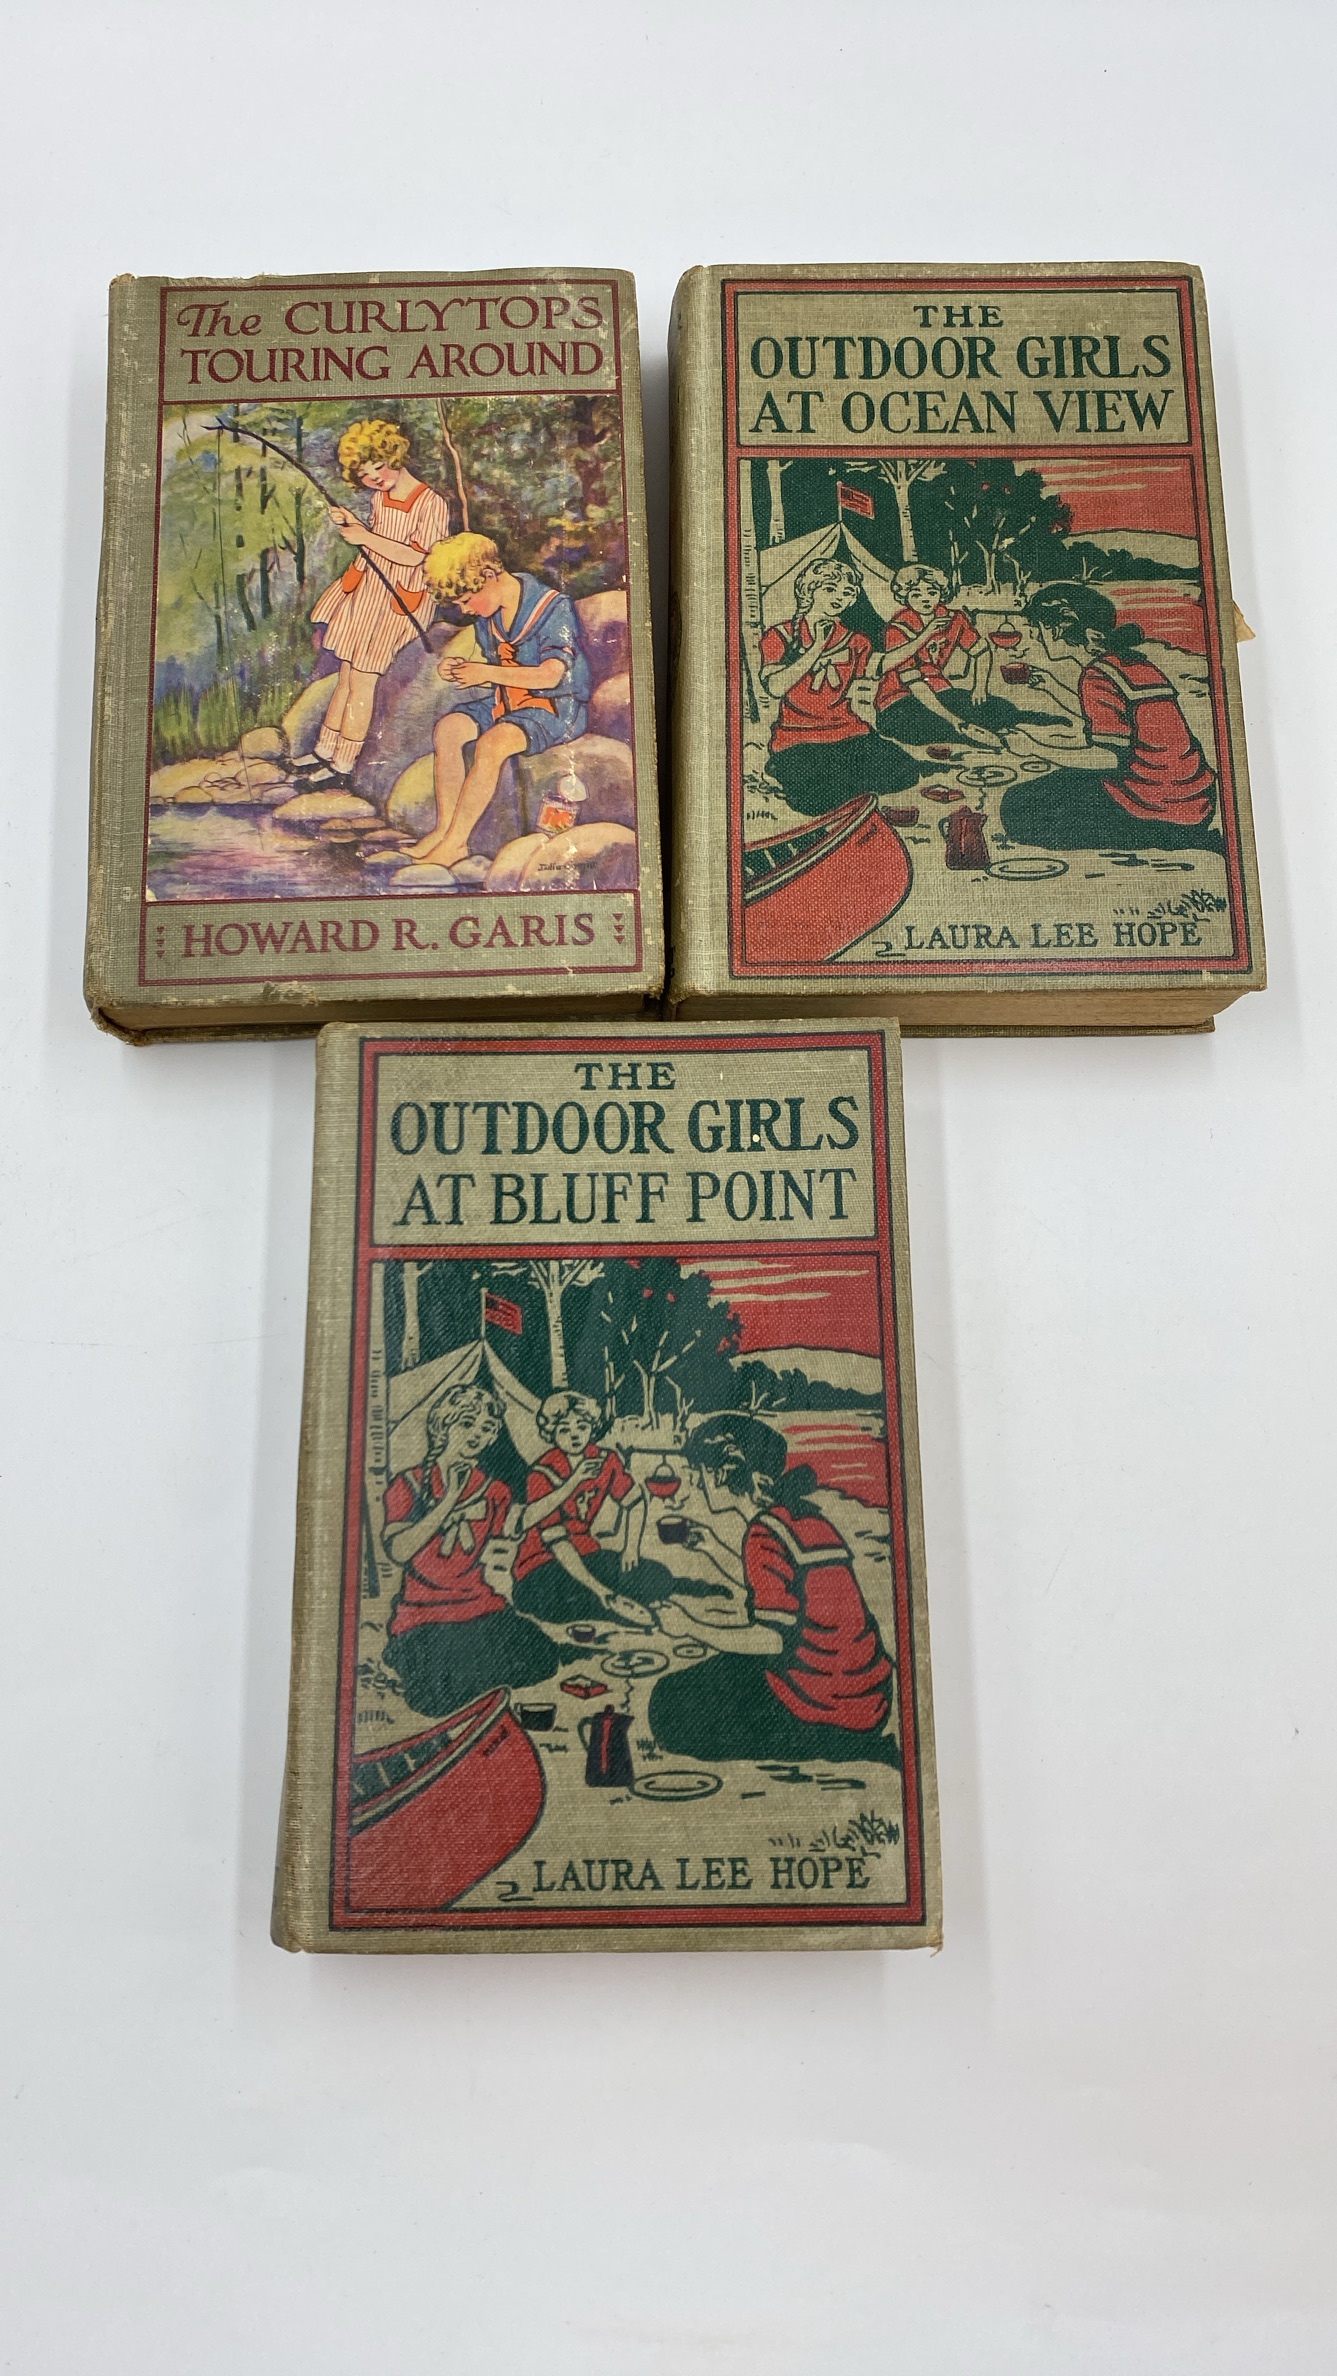 The CURLYTOPS
TOURING AROUND
HOWARD R. GARIS
THE
OUTDOOR GIRLS
AT OCEAN VIEW
LAURA LEE HOPE
THE
OUTDOOR GIRLS
AT BLUFF POINT
LAURA LEE HOPE